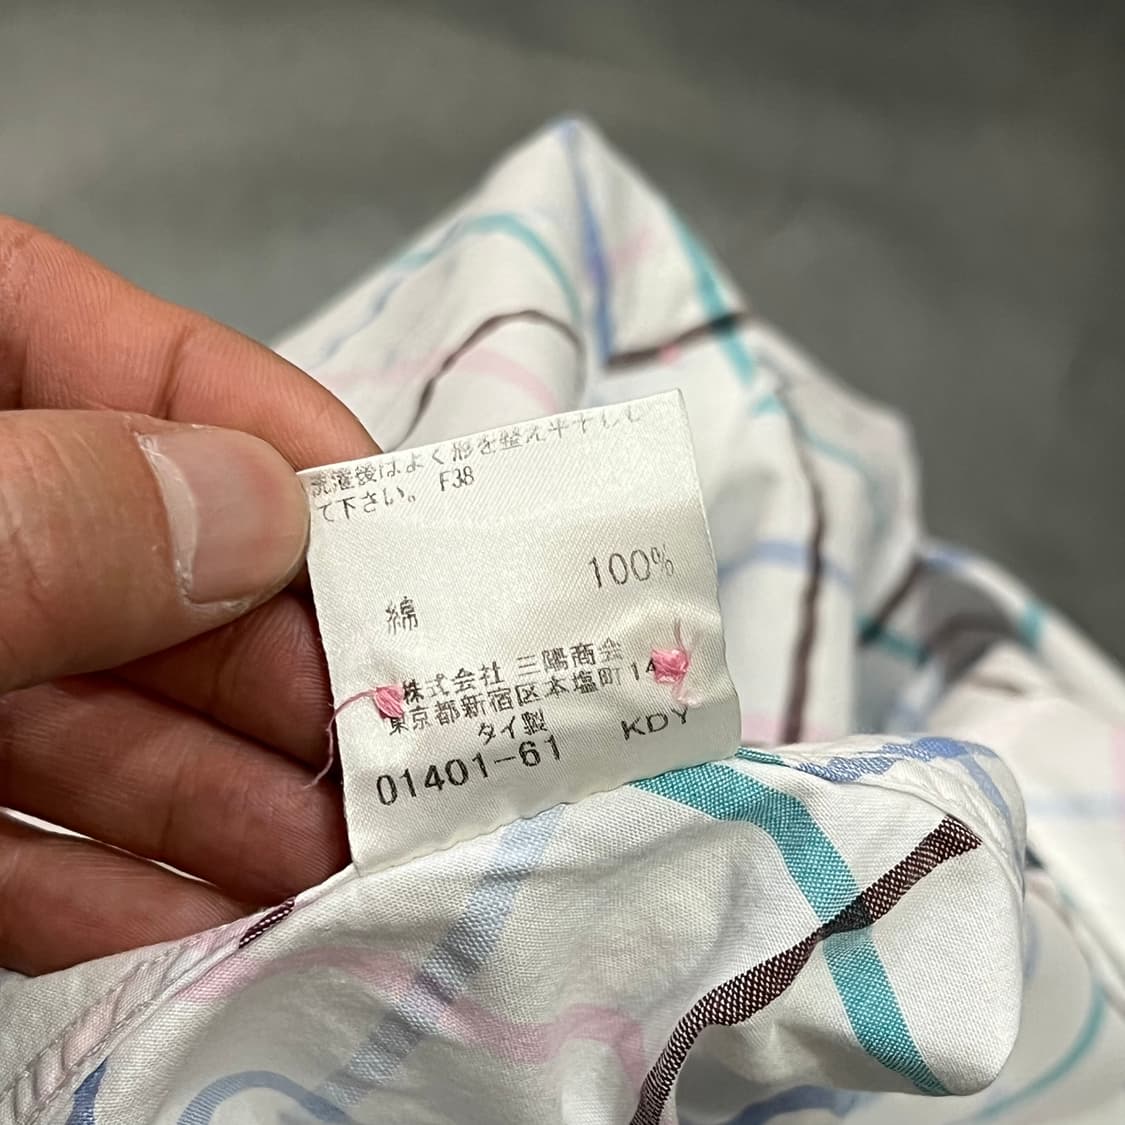 洗濯後はよく形を整え半干しし
て下さい。 F38
綿 100%
株式会社 三陽商会
東京都新宿区本塩町14
タイ製 KDY
01401-61